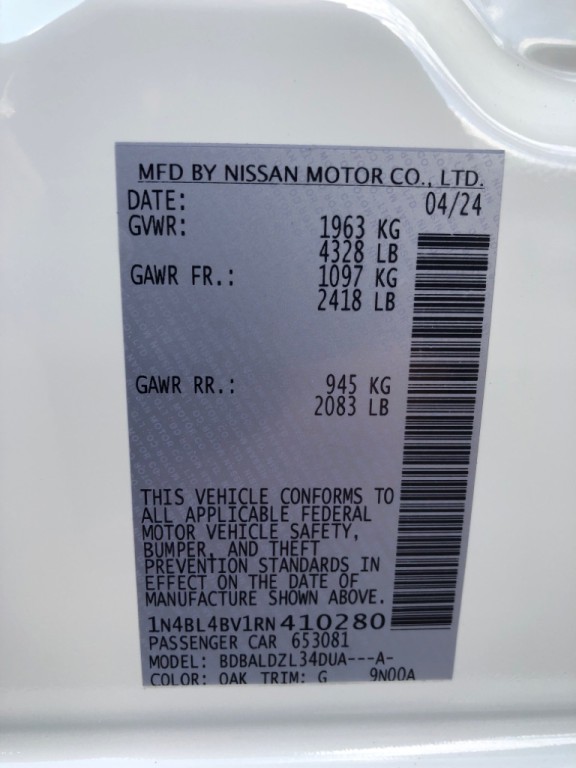 MFD BY NISSAN MOTOR CO., LTD.
DATE: 04/24
GVWR: 1963 KG
4328 LB
GAWR FR.: 1097 KG
2418 LB
GAWR RR.: 945 KG
2083 LB
THIS VEHICLE CONFORMS TO
ALL APPLICABLE FEDERAL
MOTOR VEHICLE SAFETY,
BUMPER, AND THEFT
PREVENTION STANDARDS IN
EFFECT ON THE DATE OF
MANUFACTURE SHOWN ABOVE.
1N4BL4BV1RN410280
PASSENGER CAR 653081
MODEL: BDBALDZL34DUA---A-
COLOR: QAK TRIM: G 9N00A